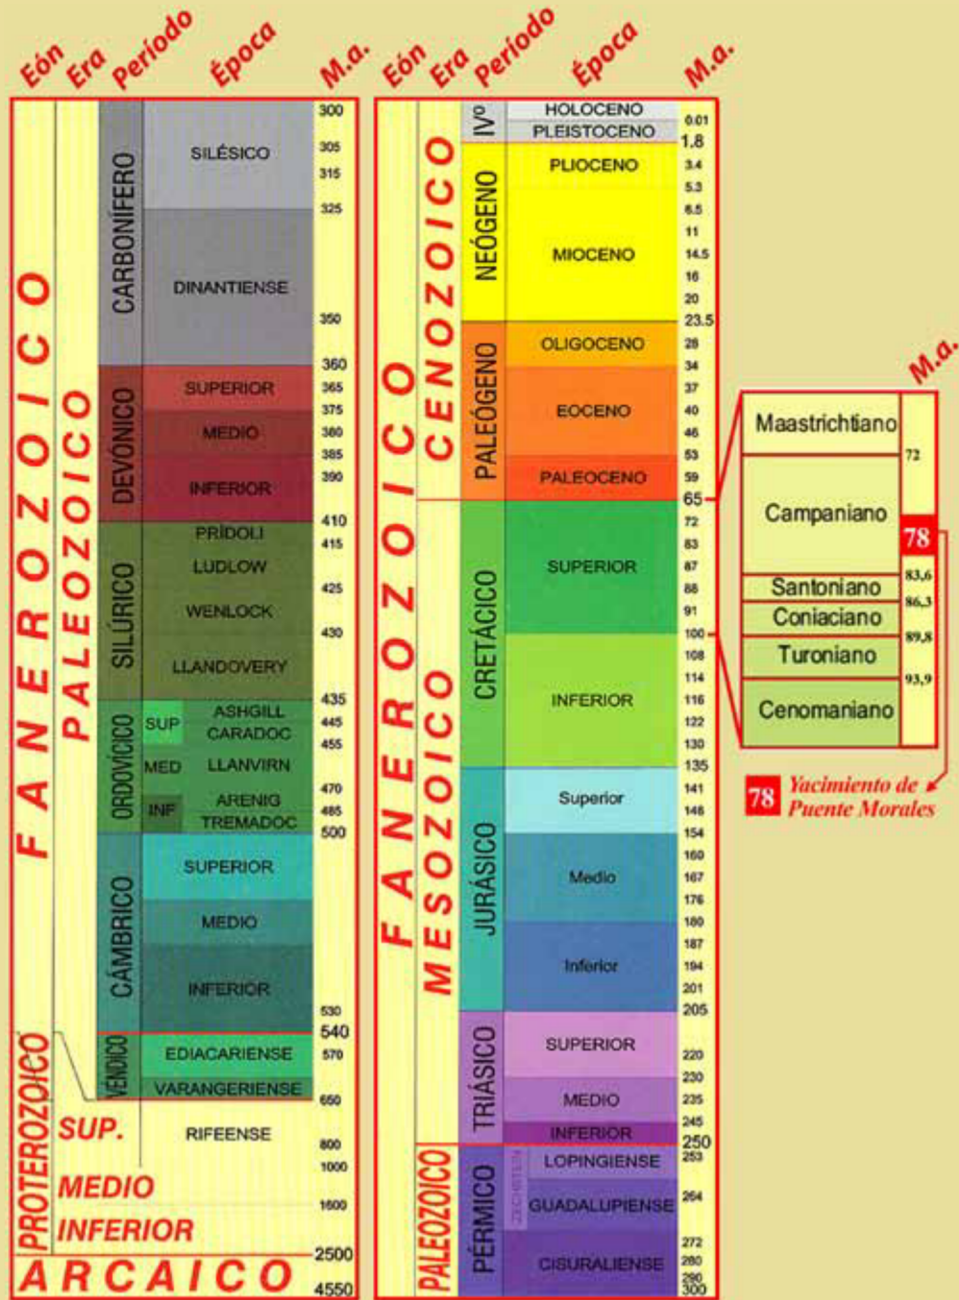 Eón Era Período Época M.a.
FANEROZOICO
PALEOZOICO
CARBONÍFERO
300
SILÉSICO
305
315
325
DINANTIENSE
350
360
DEVÓNICO
SUPERIOR
365
375
MEDIO
380
385
INFERIOR
390
410
SILÚRICO
PRÍDOLI
415
LUDLOW
425
WENLOCK
430
LLANDOVERY
435
ORDOVÍCICO
SUP
ASHGILL
445
CARADOC
455
MED
LLANVIRN
470
INF
ARENIG
485
TREMADOC
500
CÁMBRICO
SUPERIOR
MEDIO
INFERIOR
530
540
PROTEROZOICO
VENDICO
EDIACARIENSE
570
VARANGERIENSE
650
SUP.
RIFEENSE
800
1000
MEDIO
1600
INFERIOR
2500
ARCAICO
4550
Eón Era Período Época M.a.
FANEROZOICO
CENOZOICO
IVº
HOLOCENO
0.01
PLEISTOCENO
1.8
NEÓGENO
PLIOCENO
3.4
5.3
6.5
11
MIOCENO
14.5
16
20
23.5
PALEÓGENO
OLIGOCENO
28
34
37
EOCENO
40
46
53
PALEOCENO
59
65
MESOZOICO
CRETÁCICO
72
83
SUPERIOR
87
88
91
100
108
114
INFERIOR
116
122
130
135
JURÁSICO
141
Superior
146
154
160
Medio
167
176
180
187
Inferior
194
201
205
TRIÁSICO
SUPERIOR
220
230
MEDIO
235
245
INFERIOR
250
PALEOZOICO
PÉRMICO
ZECHSTEIN
LOPINGIENSE
253
GUADALUPIENSE
264
272
CISURALIENSE
280
290
300
M.a.
Maastrichtiano
72
Campaniano
78
83,6
Santoniano
86,3
Coniaciano
89,8
Turoniano
93,9
Cenomaniano
78 Yacimiento de
Puente Morales